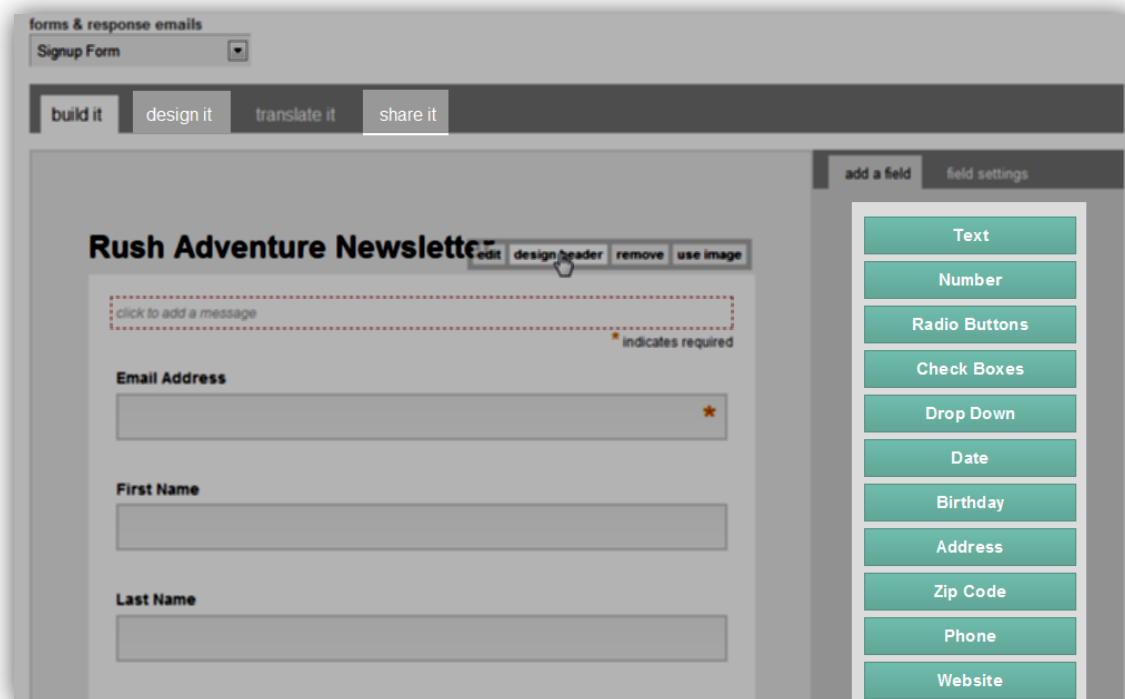 forms & response emails
Signup Form
build it
design it
translate it
share it
add a field
field settings
Rush Adventure Newsletter
edit
design header
remove
use image
click to add a message
* indicates required
Email Address
*
First Name
Last Name
Text
Number
Radio Buttons
Check Boxes
Drop Down
Date
Birthday
Address
Zip Code
Phone
Website